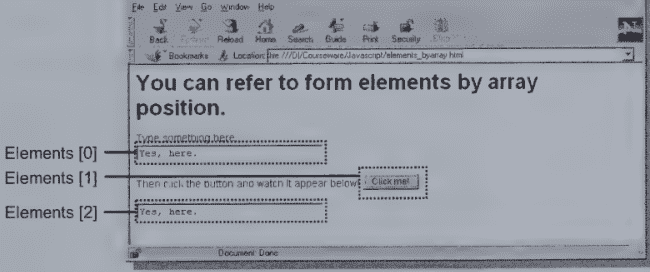 File Edit View Go Window Help
Back Reload Home Search Guide Print Security
Bookmarks Location: file:///D|/Courseware/Javascript/elements_byarray.html
You can refer to form elements by array
position.
Type something here.
Elements [0] Yes, here.
Elements [1] Then click the button and watch it appear below! Click me!
Elements [2] Yes, here.
Document: Done